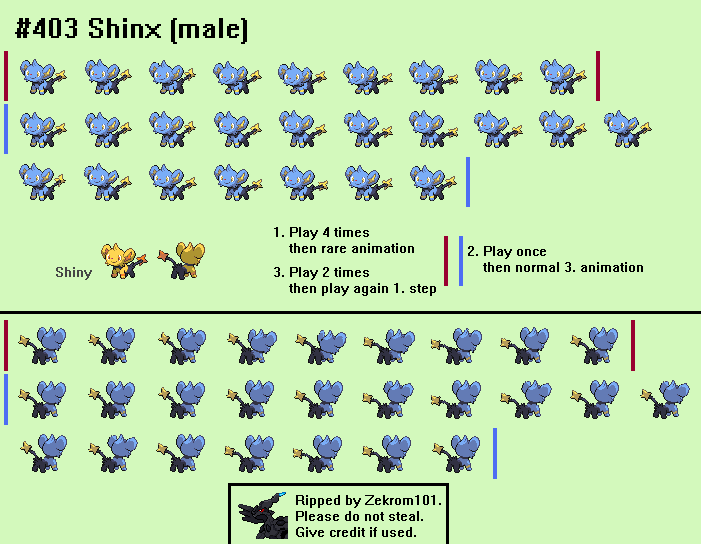 #403 Shinx (male)
1. Play 4 times
then rare animation
2. Play once
then normal 3. animation
3. Play 2 times
then play again 1. step
Shiny
Ripped by Zekrom101.
Please do not steal.
Give credit if used.